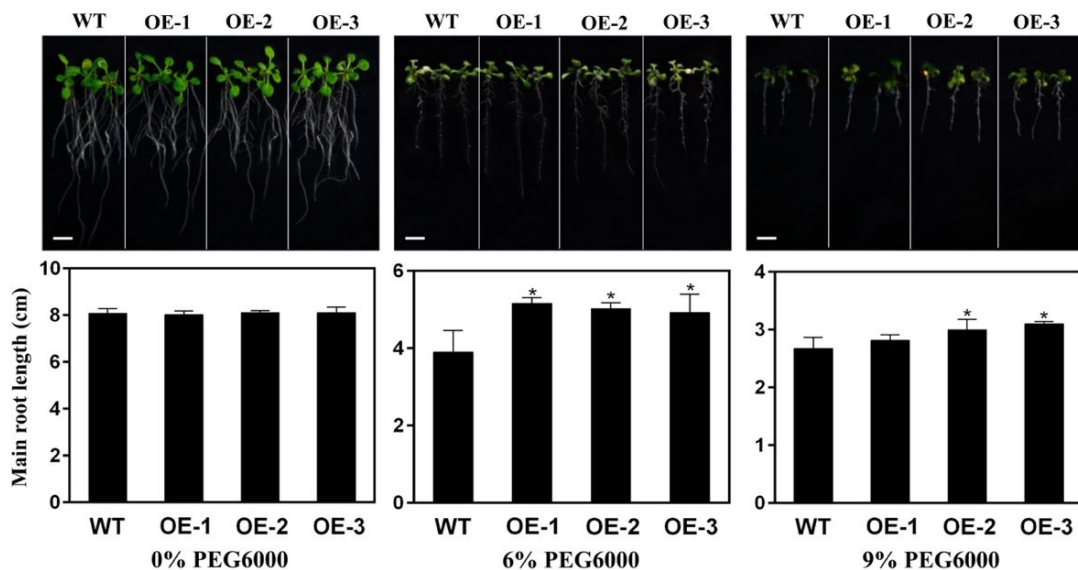 WT OE-1 OE-2 OE-3 WT OE-1 OE-2 OE-3 WT OE-1 OE-2 OE-3
Main root length (cm)
10
8
6
4
2
0
WT OE-1 OE-2 OE-3
0% PEG6000
6
4
2
0
* * *
WT OE-1 OE-2 OE-3
6% PEG6000
4
3
2
1
0
* *
WT OE-1 OE-2 OE-3
9% PEG6000